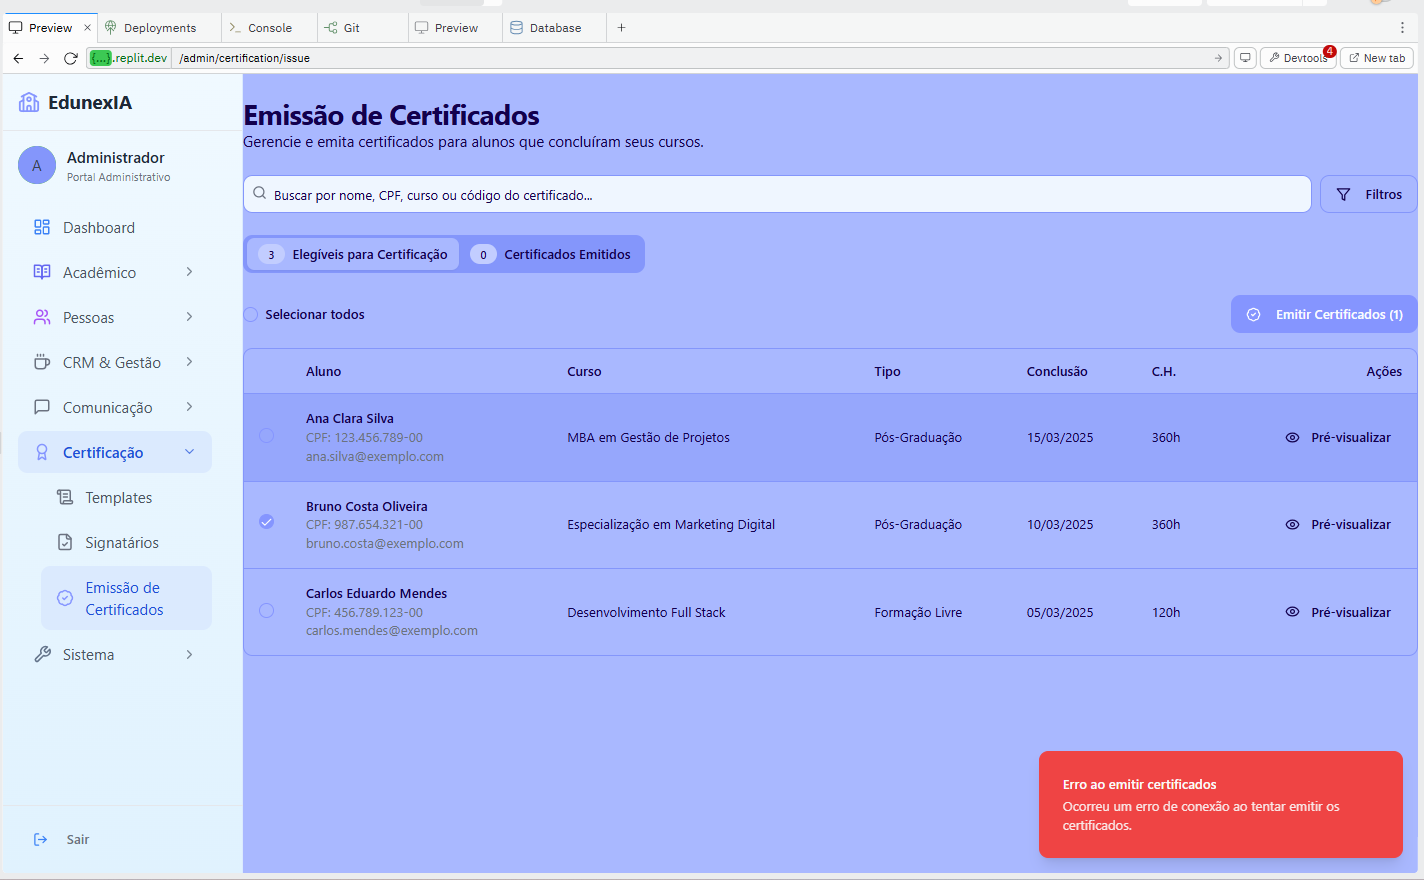 Preview
Deployments
Console
Git
Preview
Database
{...}.replit.dev
/admin/certification/issue
Devtools
4
New tab
EdunexIA
A
Administrador
Portal Administrativo
Dashboard
Acadêmico
Pessoas
CRM & Gestão
Comunicação
Certificação
Templates
Signatários
Emissão de
Certificados
Sistema
Sair
Emissão de Certificados
Gerencie e emita certificados para alunos que concluíram seus cursos.
Buscar por nome, CPF, curso ou código do certificado...
Filtros
3 Elegíveis para Certificação
0 Certificados Emitidos
Selecionar todos
Emitir Certificados (1)
Aluno Curso Tipo Conclusão C.H. Ações
Ana Clara Silva
CPF: 123.456.789-00
ana.silva@exemplo.com
MBA em Gestão de Projetos
Pós-Graduação
15/03/2025
360h
Pré-visualizar
Bruno Costa Oliveira
CPF: 987.654.321-00
bruno.costa@exemplo.com
Especialização em Marketing Digital
Pós-Graduação
10/03/2025
360h
Pré-visualizar
Carlos Eduardo Mendes
CPF: 456.789.123-00
carlos.mendes@exemplo.com
Desenvolvimento Full Stack
Formação Livre
05/03/2025
120h
Pré-visualizar
Erro ao emitir certificados
Ocorreu um erro de conexão ao tentar emitir os
certificados.